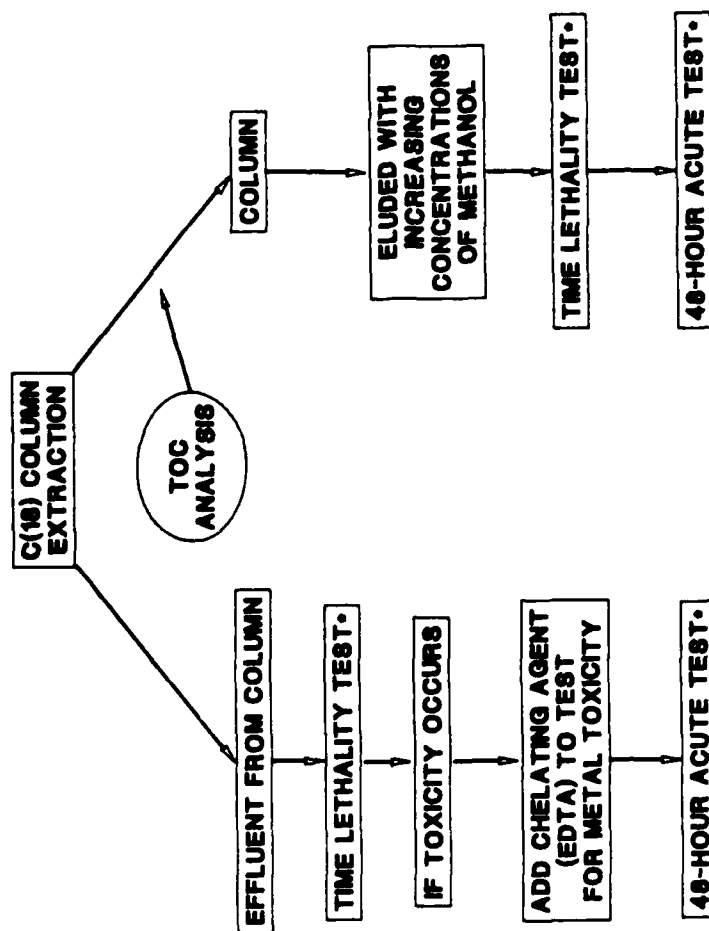 C(18) COLUMN
EXTRACTION
TOC
ANALYSIS
EFFLUENT FROM COLUMN
TIME LETHALITY TEST*
IF TOXICITY OCCURS
ADD CHELATING AGENT
(EDTA) TO TEST
FOR METAL TOXICITY
48-HOUR ACUTE TEST*
COLUMN
ELUDED WITH
INCREASING
CONCENTRATIONS
OF METHANOL
TIME LETHALITY TEST*
48-HOUR ACUTE TEST*